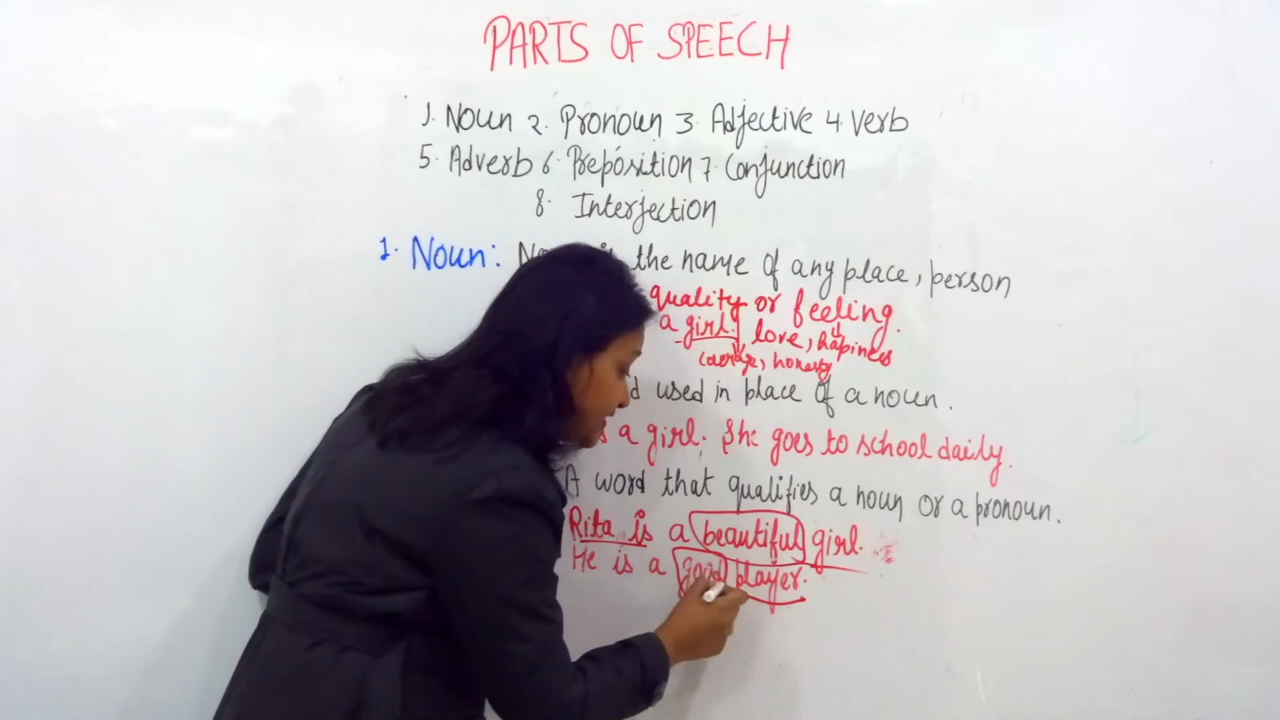 PARTS OF SPEECH
1. Noun 2. Pronoun 3. Adjective 4. Verb
5. Adverb 6. Preposition 7. Conjunction
8. Interjection
1. Noun: the name of any place, person
quality or feeling.
a girl. love, hapiness
honesty
used in place of a noun.
a girl. She goes to school daily.
A word that qualifies a noun or a pronoun.
Rita is a beautiful girl.
He is a good player.